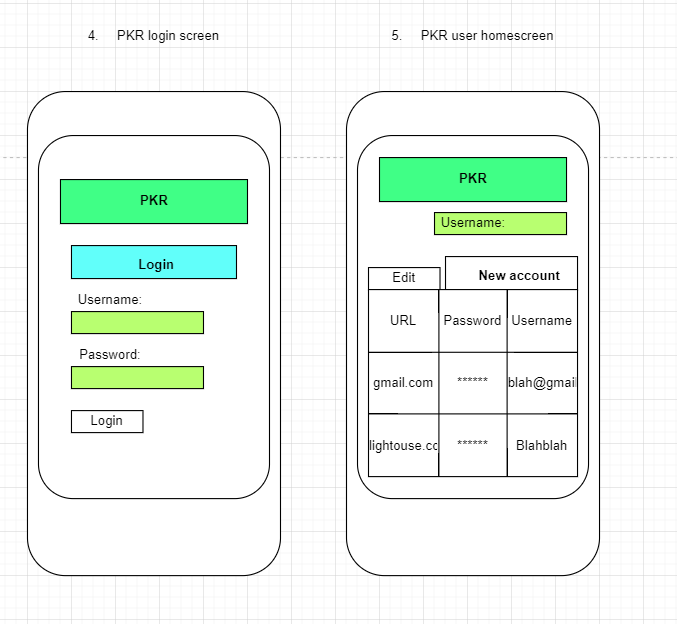 4. PKR login screen
5. PKR user homescreen
PKR
Login
Username:
Password:
Login
PKR
Username:
Edit
New account
URL Password Username
gmail.com ****** blah@gmail
lightouse.cc ****** Blahblah